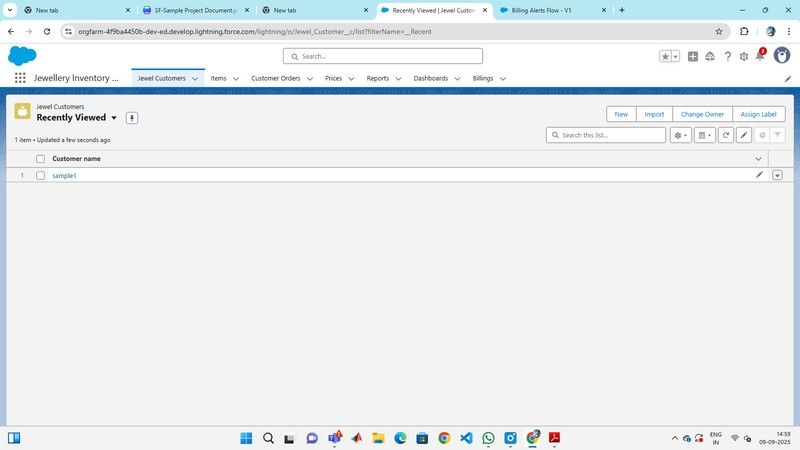 New tab
SF-Sample Project Document.p
New tab
Recently Viewed | Jewel Custom
Billing Alerts Flow - V1
orgfarm-4f9ba4450b-dev-ed.develop.lightning.force.com/lightning/o/Jewel_Customer__c/list?filterName=__Recent
Search...
2
Jewellery Inventory ...
Jewel Customers
Items
Customer Orders
Prices
Reports
Dashboards
Billings
Jewel Customers
Recently Viewed
New
Import
Change Owner
Assign Label
1 item • Updated a few seconds ago
Search this list...
Customer name
1
sample1
ENG
IN
14:59
09-09-2025